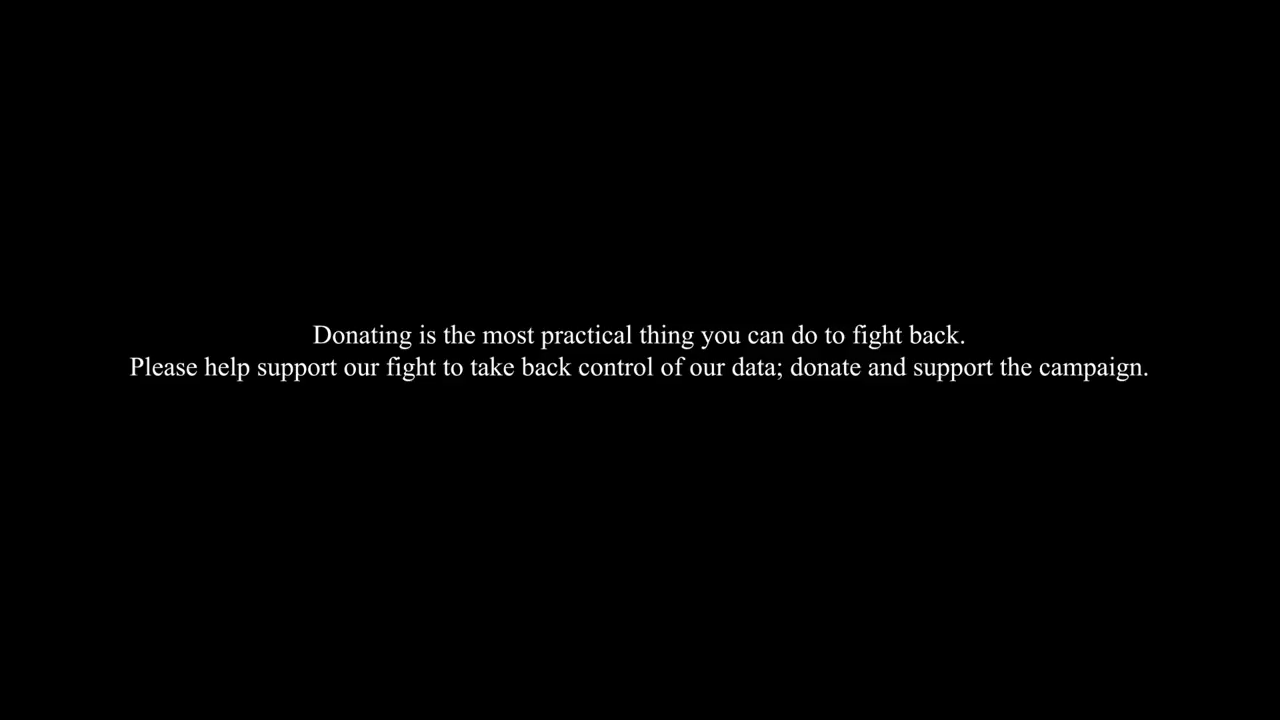 Donating is the most practical thing you can do to fight back.
Please help support our fight to take back control of our data; donate and support the campaign.